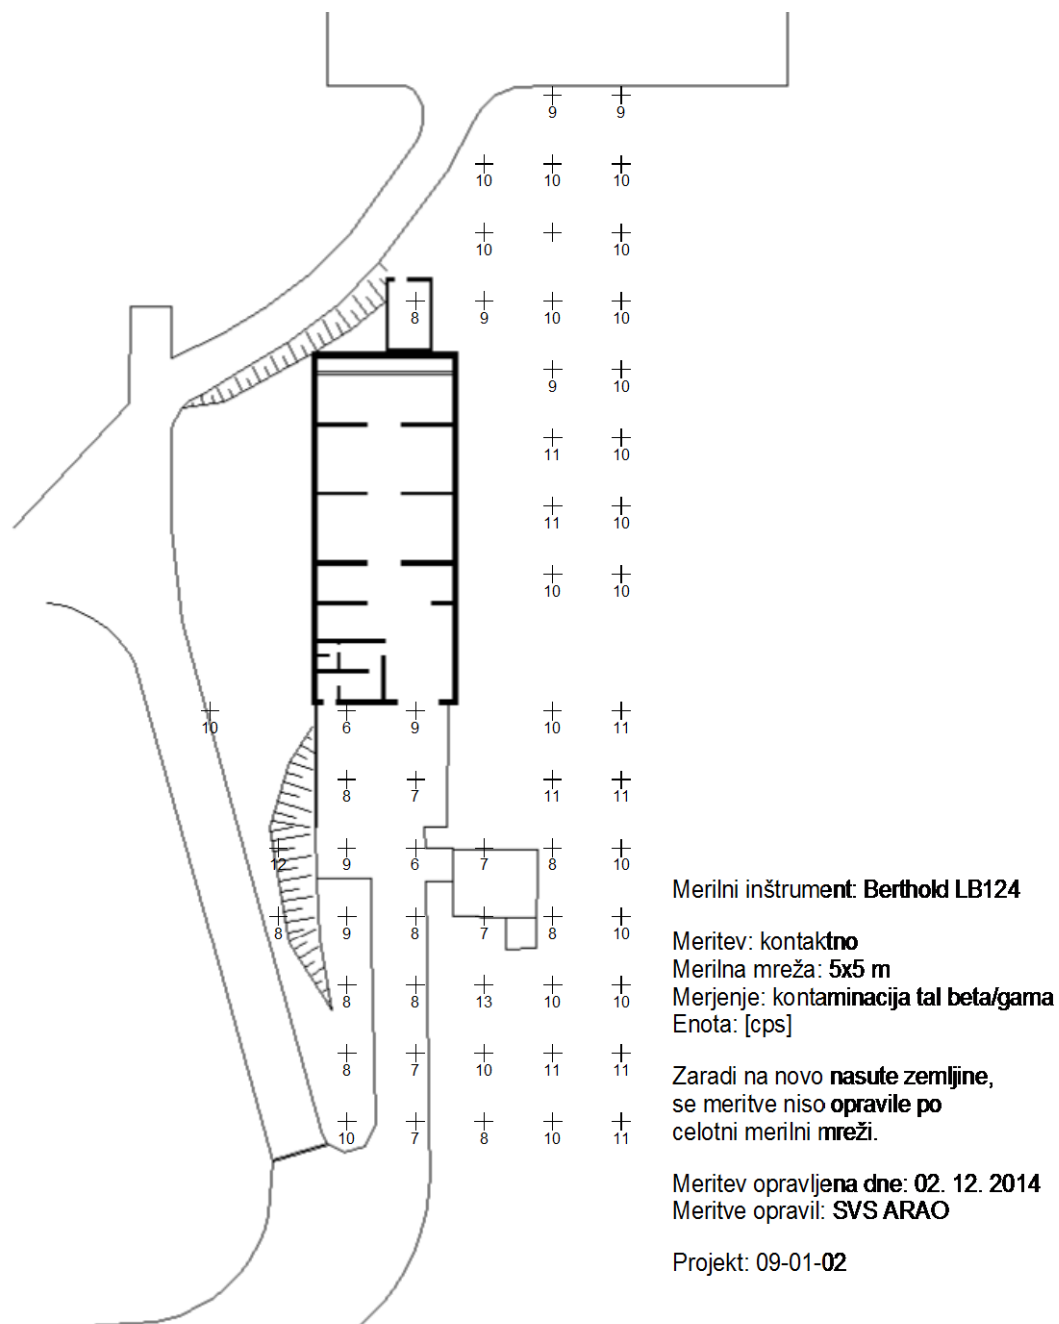 9 9
10 10 10
10 10
8 9 10 10
9 10
11 10
11 10
10 10
10 6 9 10 11
8 7 11 11
12 9 6 7 8 10
8 9 8 7 8 10
8 8 13 10 10
8 7 10 11 11
10 7 8 10 11
Merilni inštrument: Berthold LB124
Meritev: kontaktno
Merilna mreža: 5x5 m
Merjenje: kontaminacija tal beta/gama
Enota: [cps]
Zaradi na novo nasute zemljine,
se meritve niso opravile po
celotni merilni mreži.
Meritev opravljena dne: 02. 12. 2014
Meritve opravil: SVS ARAO
Projekt: 09-01-02